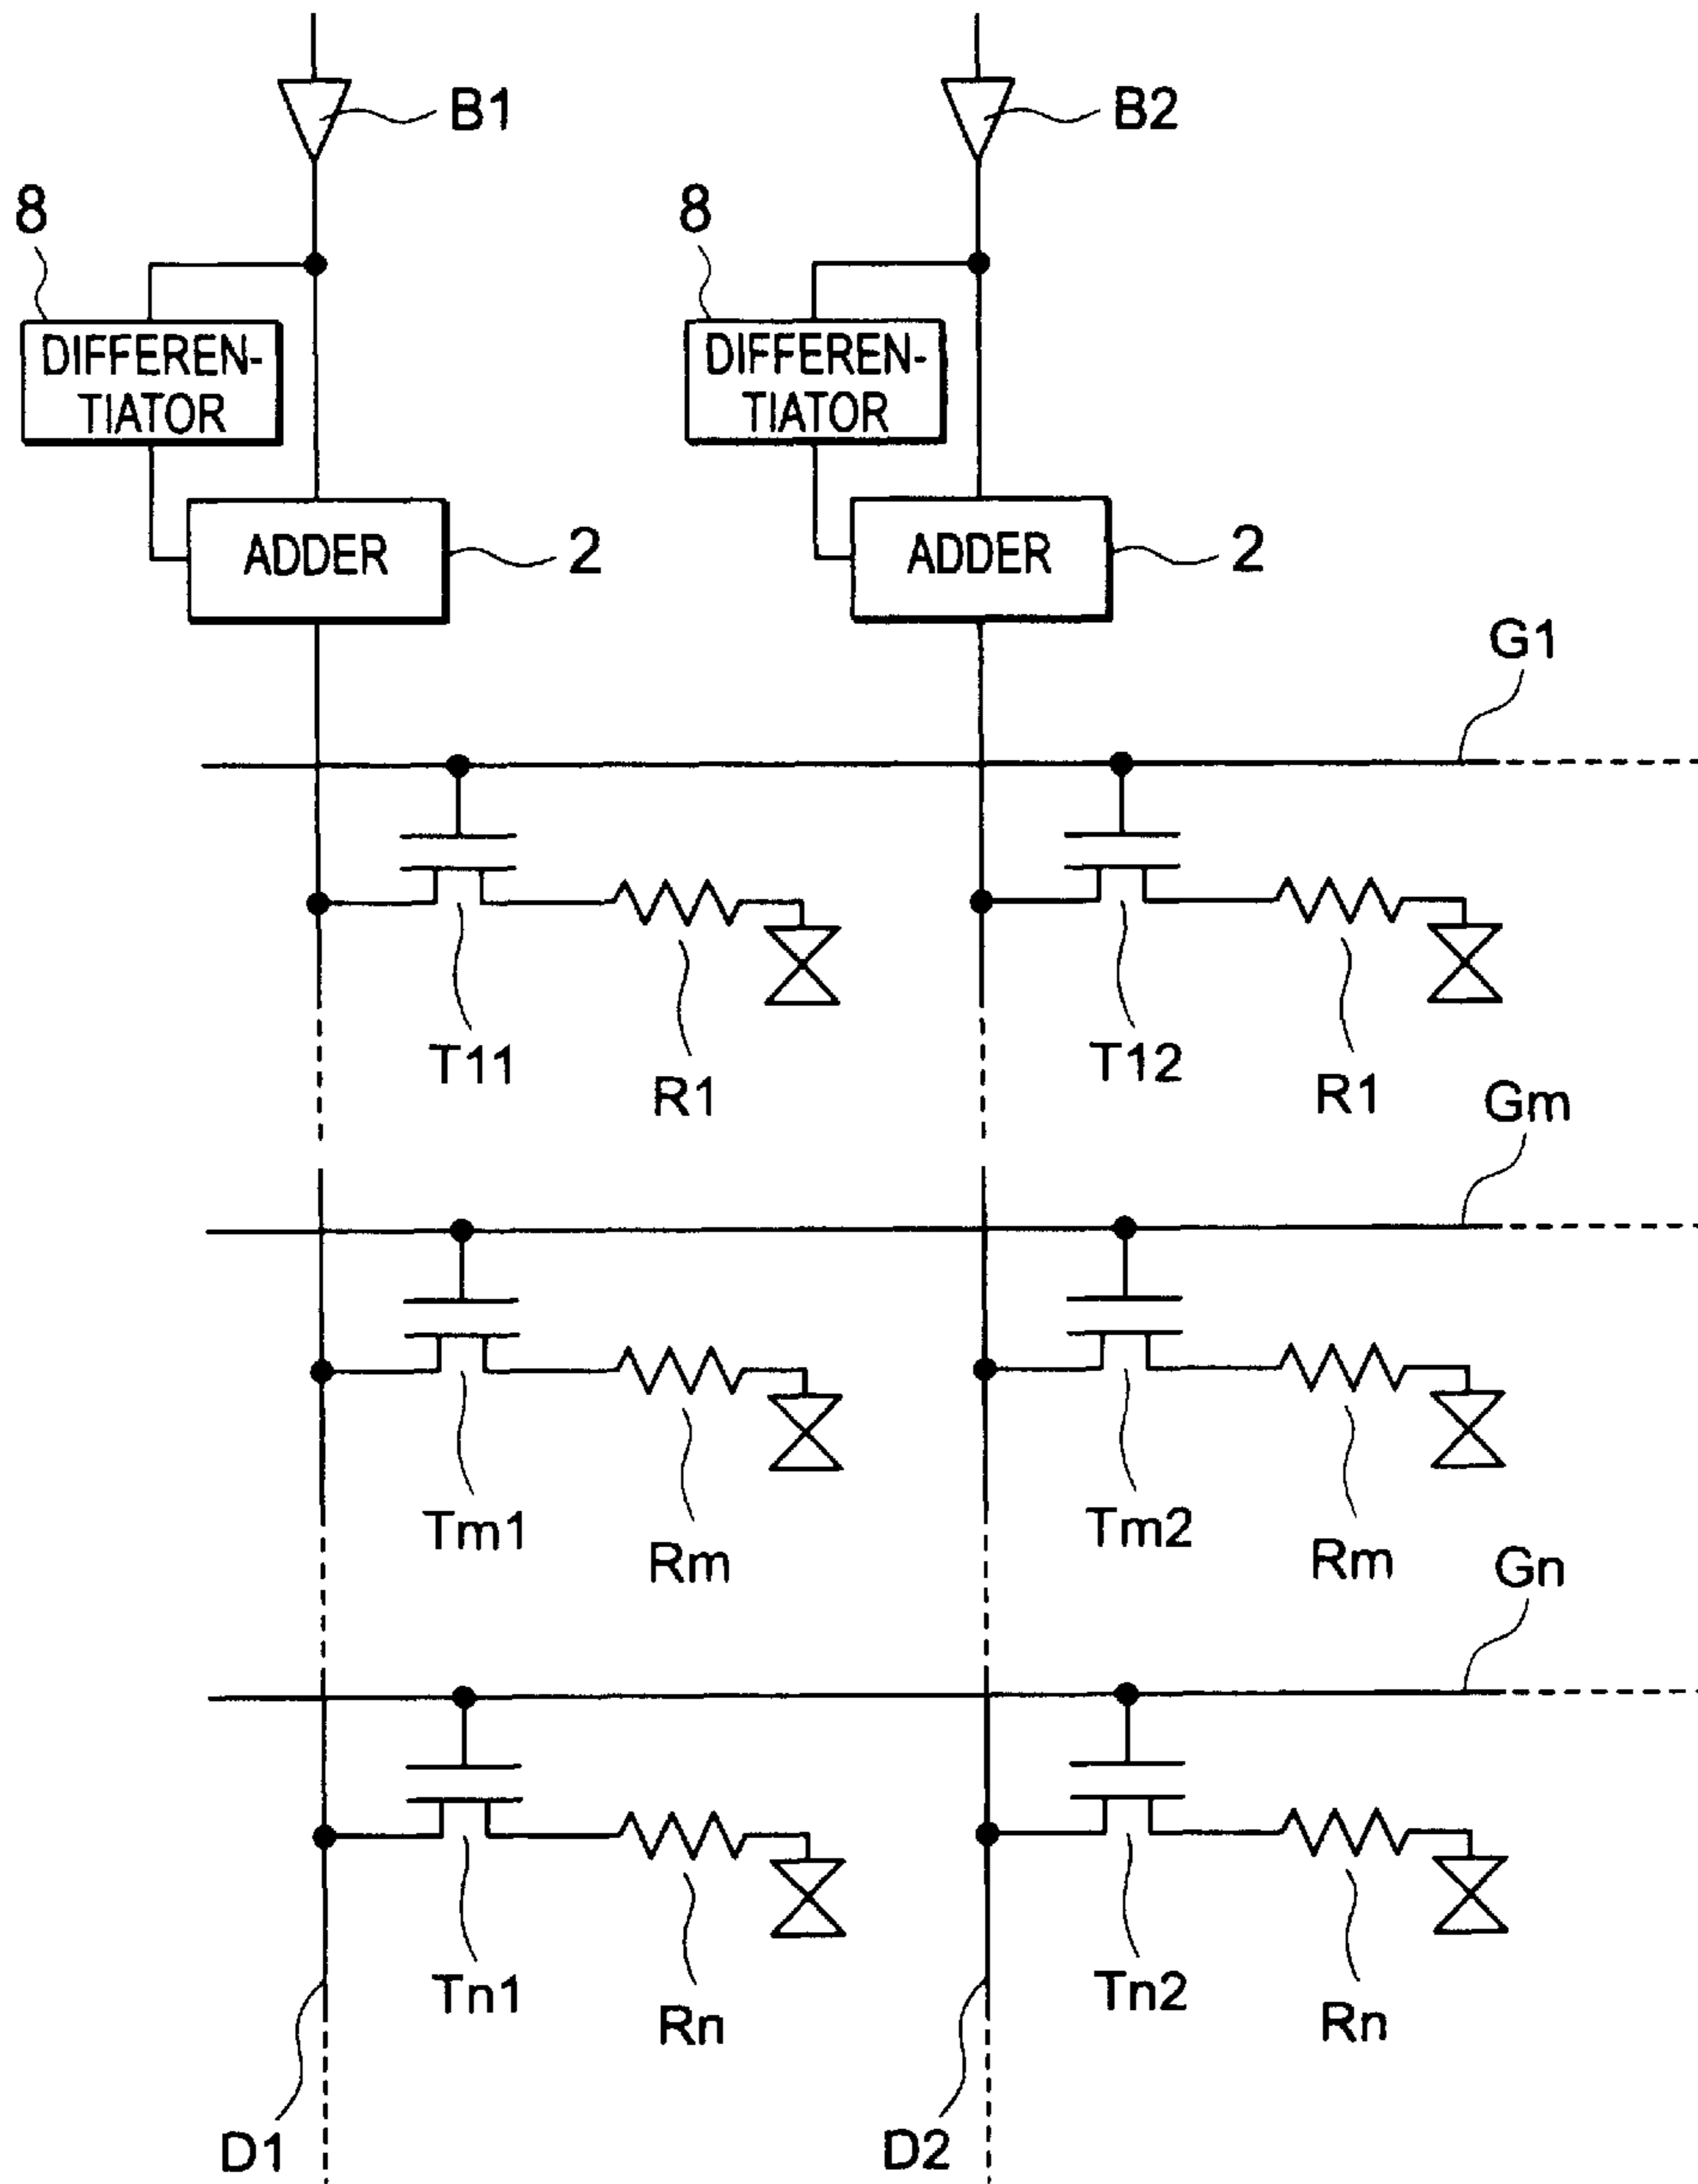 B1
B2
8
8
DIFFEREN-
TIATOR
DIFFEREN-
TIATOR
ADDER
2
ADDER
2
G1
T11
R1
T12
R1
Gm
Tm1
Rm
Tm2
Rm
Gn
Tn1
Rn
Tn2
Rn
D1
D2